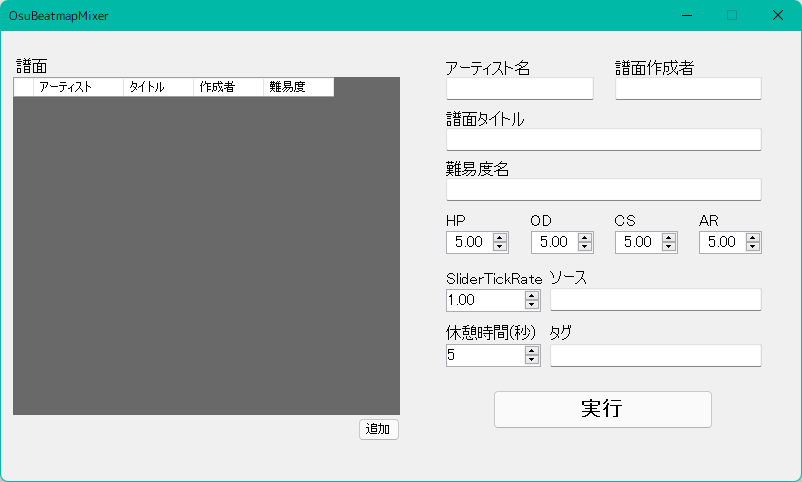 OsuBeatmapMixer
譜面
アーティスト タイトル 作成者 難易度
追加
アーティスト名 譜面作成者
譜面タイトル
難易度名
HP OD CS AR
5.00 5.00 5.00 5.00
SliderTickRate ソース
1.00
休憩時間(秒) タグ
5
実行